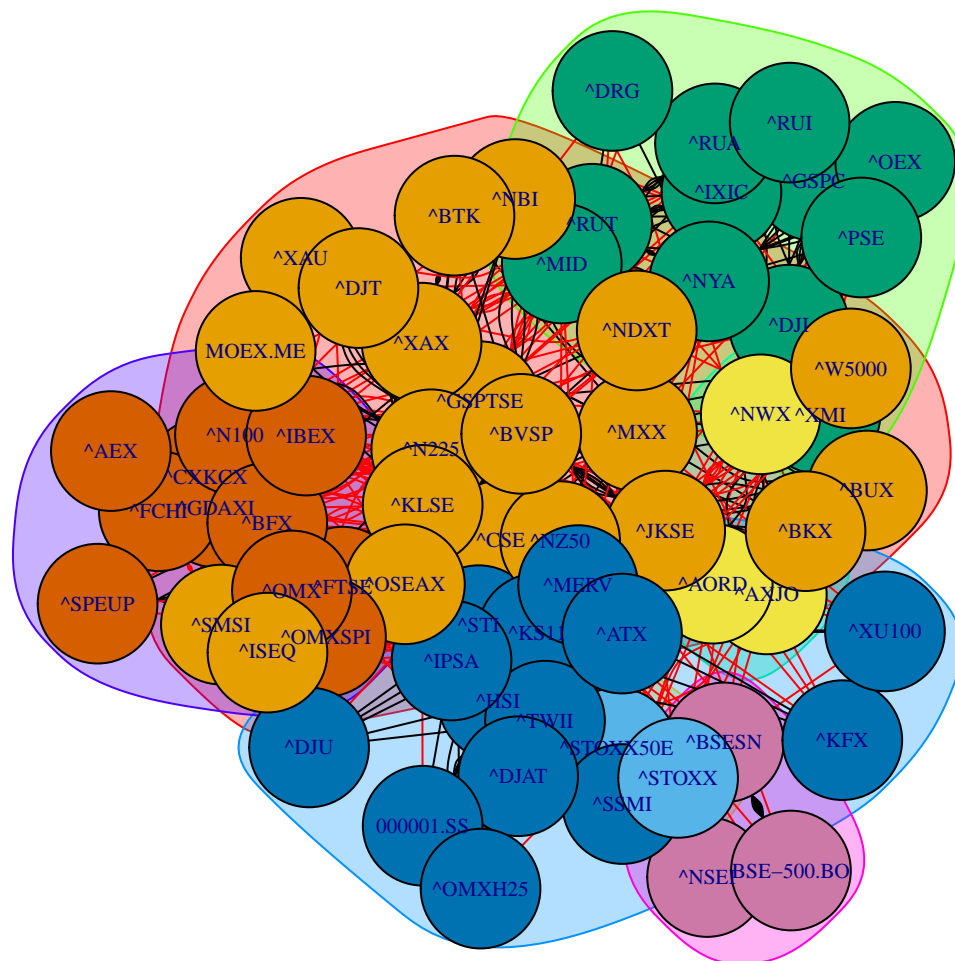 ^DRG
^RUI
^RUA
^OEX
^GSPC
^IXIC
^NBI
^BTK
^RUT
^PSE
^XAU
^MID
^NYA
^DJT
^DJI
^NDXT
^XAX
MOEX.ME
^W5000
^GSPTSE
^NWX
^XMI
^BVSP
^MXX
^N100
^IBEX
^N225
^AEX
^CXKCX
^BUX
^KLSE
^GDAXI
^FCHI
^BFX
^BKX
^JKSE
^CSE
^NZ50
^OSEAX
^MERV
^AORD
^OMX
^FTSE
^AXJO
^SPEUP
^SMSI
^STI
^KS11
^ATX
^XU100
^OMXSPI
^ISEQ
^IPSA
^HSI
^TWII
^KFX
^BSESN
^DJU
^STOXX50E
^DJAT
^STOXX
^SSMI
000001.SS
BSE−500.BO
^NSEI
^OMXH25